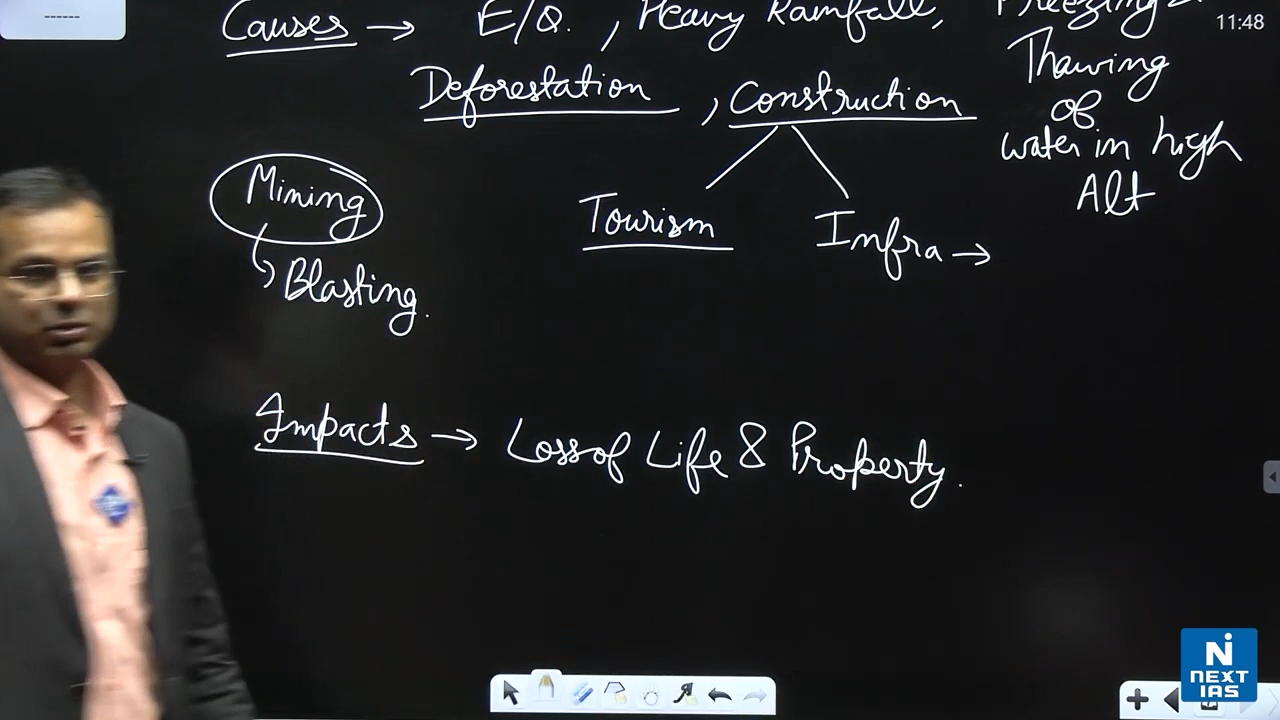 ------
11:48
Causes → E/Q. , Heavy Rainfall, Freezing &
Thawing
of
water in high
Alt
Deforestation , Construction
Mining
Blasting.
Tourism
Infra →
Impacts → Loss of Life & Property.
N
NEXT
IAS